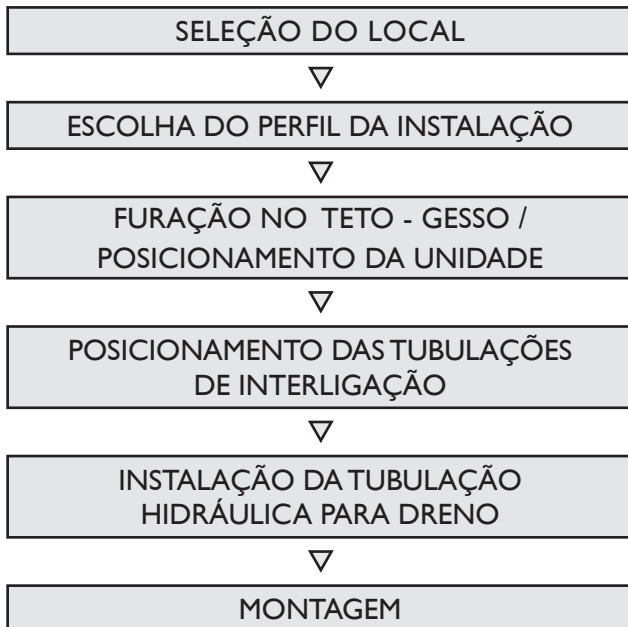 SELEÇÃO DO LOCAL
ESCOLHA DO PERFIL DA INSTALAÇÃO
FURAÇÃO NO TETO - GESSO /
POSICIONAMENTO DA UNIDADE
POSICIONAMENTO DAS TUBULAÇÕES
DE INTERLIGAÇÃO
INSTALAÇÃO DA TUBULAÇÃO
HIDRÁULICA PARA DRENO
MONTAGEM